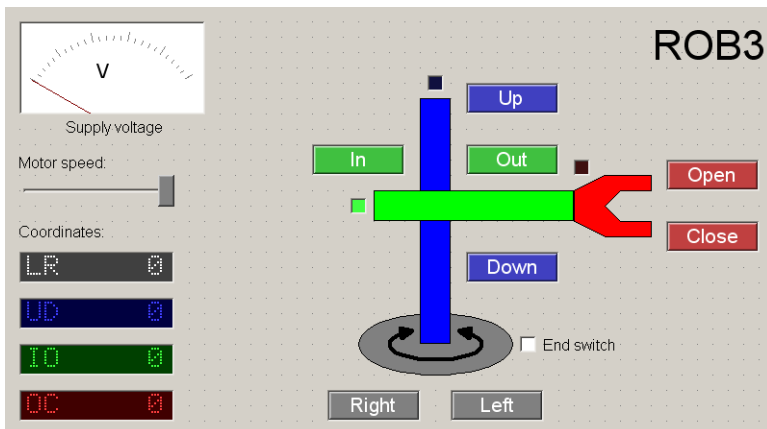 ROB3
V
Supply voltage
Up
In
Out
Motor speed:
Open
Coordinates:
Close
LR 0
Down
UD 0
IO 0
End switch
OC 0
Right
Left